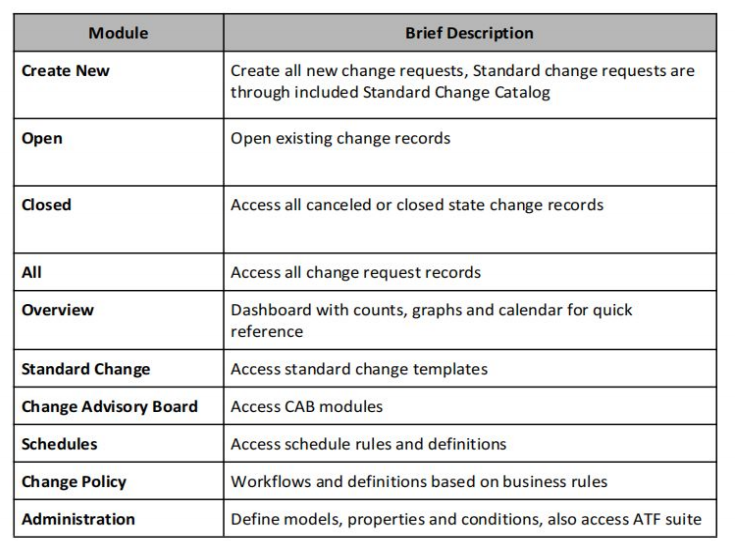 Module Brief Description
Create New Create all new change requests, Standard change requests are
through included Standard Change Catalog
Open Open existing change records
Closed Access all canceled or closed state change records
All Access all change request records
Overview Dashboard with counts, graphs and calendar for quick
reference
Standard Change Access standard change templates
Change Advisory Board Access CAB modules
Schedules Access schedule rules and definitions
Change Policy Workflows and definitions based on business rules
Administration Define models, properties and conditions, also access ATF suite